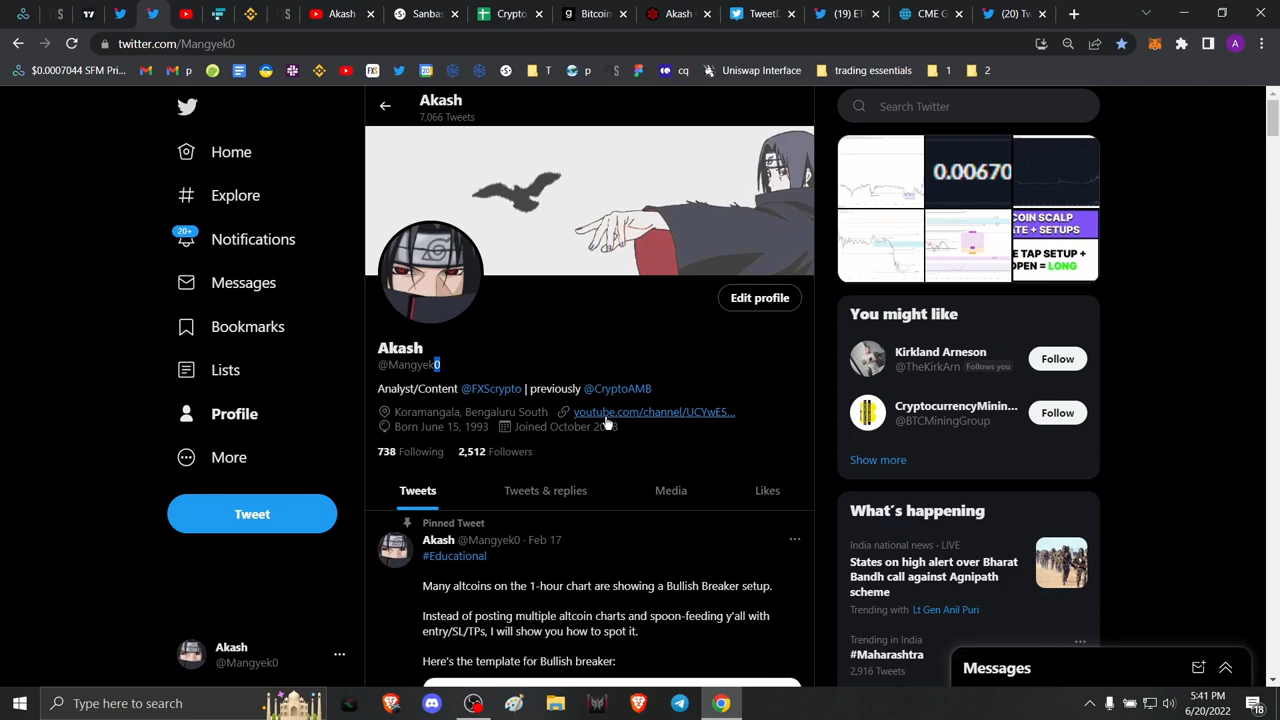 Akash
Sanbas
Crypto
Bitcoin
Akash
TweetD
(19) ET
CME G
(20) Tw
twitter.com/Mangyek0
A
$0.0007044 SFM Pri...
p
T
p
cq
Uniswap Interface
trading essentials
1
2
Akash
7,066 Tweets
Search Twitter
Home
Explore
20+
Notifications
Messages
Bookmarks
Lists
Profile
More
Tweet
Akash
@Mangyek0
Edit profile
Akash
@Mangyek0
Analyst/Content @FXScrypto | previously @CryptoAMB
Koramangala, Bengaluru South youtube.com/channel/UCYwE5...
Born June 15, 1993 Joined October 20
738 Following 2,512 Followers
Tweets
Tweets & replies
Media
Likes
Pinned Tweet
Akash @Mangyek0 · Feb 17
#Educational
Many altcoins on the 1-hour chart are showing a Bullish Breaker setup.
Instead of posting multiple altcoin charts and spoon-feeding y'all with
entry/SL/TPs, I will show you how to spot it.
Here's the template for Bullish breaker:
0.00670
COIN SCALP
ATE + SETUPS
E TAP SETUP +
OPEN = LONG
You might like
Kirkland Arneson
@TheKirkArn Follows you
Follow
CryptocurrencyMinin...
@BTCMiningGroup
Follow
Show more
What's happening
India national news · LIVE
States on high alert over Bharat
Bandh call against Agnipath
scheme
Trending with Lt Gen Anil Puri
Trending in India
#Maharashtra
2,916 Tweets
Messages
Type here to search
5:41 PM
6/20/2022
18